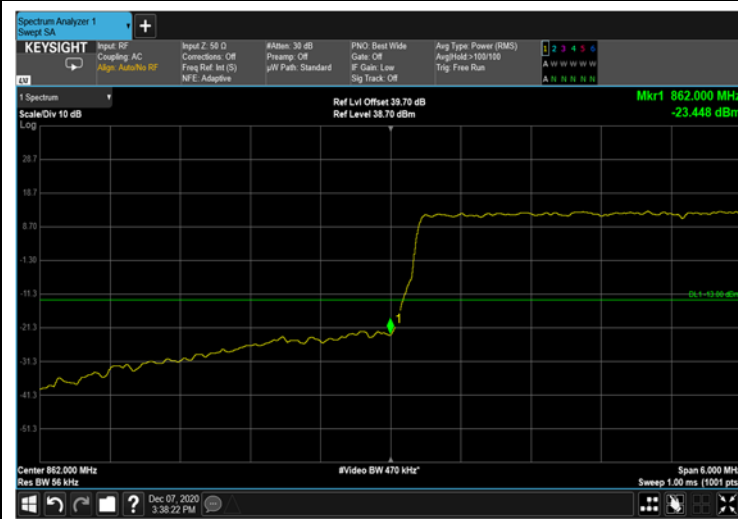 Spectrum Analyzer 1
Swept SA
KEYSIGHT
Input: RF
Coupling: AC
Align: Auto/No RF
Input Z: 50 Ω
Corrections: Off
Freq Ref: Int (S)
NFE: Adaptive
#Atten: 30 dB
Preamp: Off
µW Path: Standard
PNO: Best Wide
Gate: Off
IF Gain: Low
Sig Track: Off
Avg Type: Power (RMS)
Avg|Hold:>100/100
Trig: Free Run
1 2 3 4 5 6
A W W W W W
A N N N N N
LXI
1 Spectrum
Scale/Div 10 dB
Ref Lvl Offset 39.70 dB
Ref Level 38.70 dBm
Mkr1 862.000 MHz
-23.448 dBm
Log
28.7
18.7
8.70
-1.30
-11.3
DL1 -13.00 dBm
1
-21.3
-31.3
-41.3
-51.3
Center 862.000 MHz
Res BW 56 kHz
#Video BW 470 kHz*
Span 6.000 MHz
Sweep 1.00 ms (1001 pts
?
Dec 07, 2020
3:38:22 PM